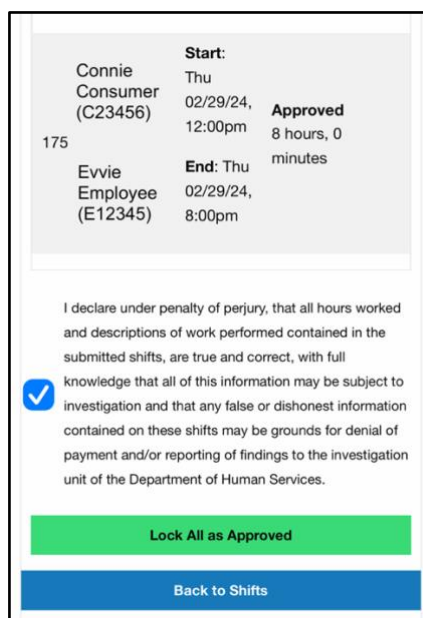 175
Connie
Consumer
(C23456)
Evvie
Employee
(E12345)
Start:
Thu
02/29/24,
12:00pm
End: Thu
02/29/24,
8:00pm
Approved
8 hours, 0
minutes
I declare under penalty of perjury, that all hours worked
and descriptions of work performed contained in the
submitted shifts, are true and correct, with full
knowledge that all of this information may be subject to
investigation and that any false or dishonest information
contained on these shifts may be grounds for denial of
payment and/or reporting of findings to the investigation
unit of the Department of Human Services.
Lock All as Approved
Back to Shifts